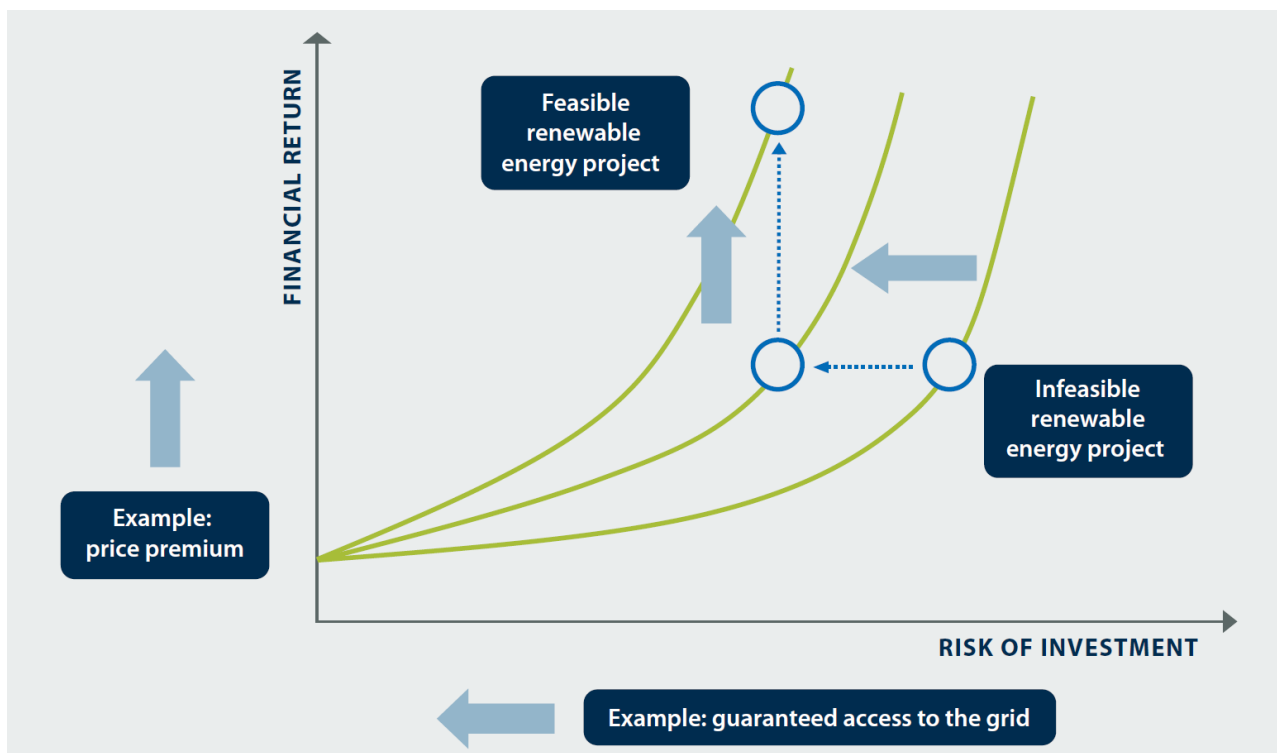 FINANCIAL RETURN
Feasible
renewable
energy project
Infeasible
renewable
energy project
Example:
price premium
RISK OF INVESTMENT
Example: guaranteed access to the grid